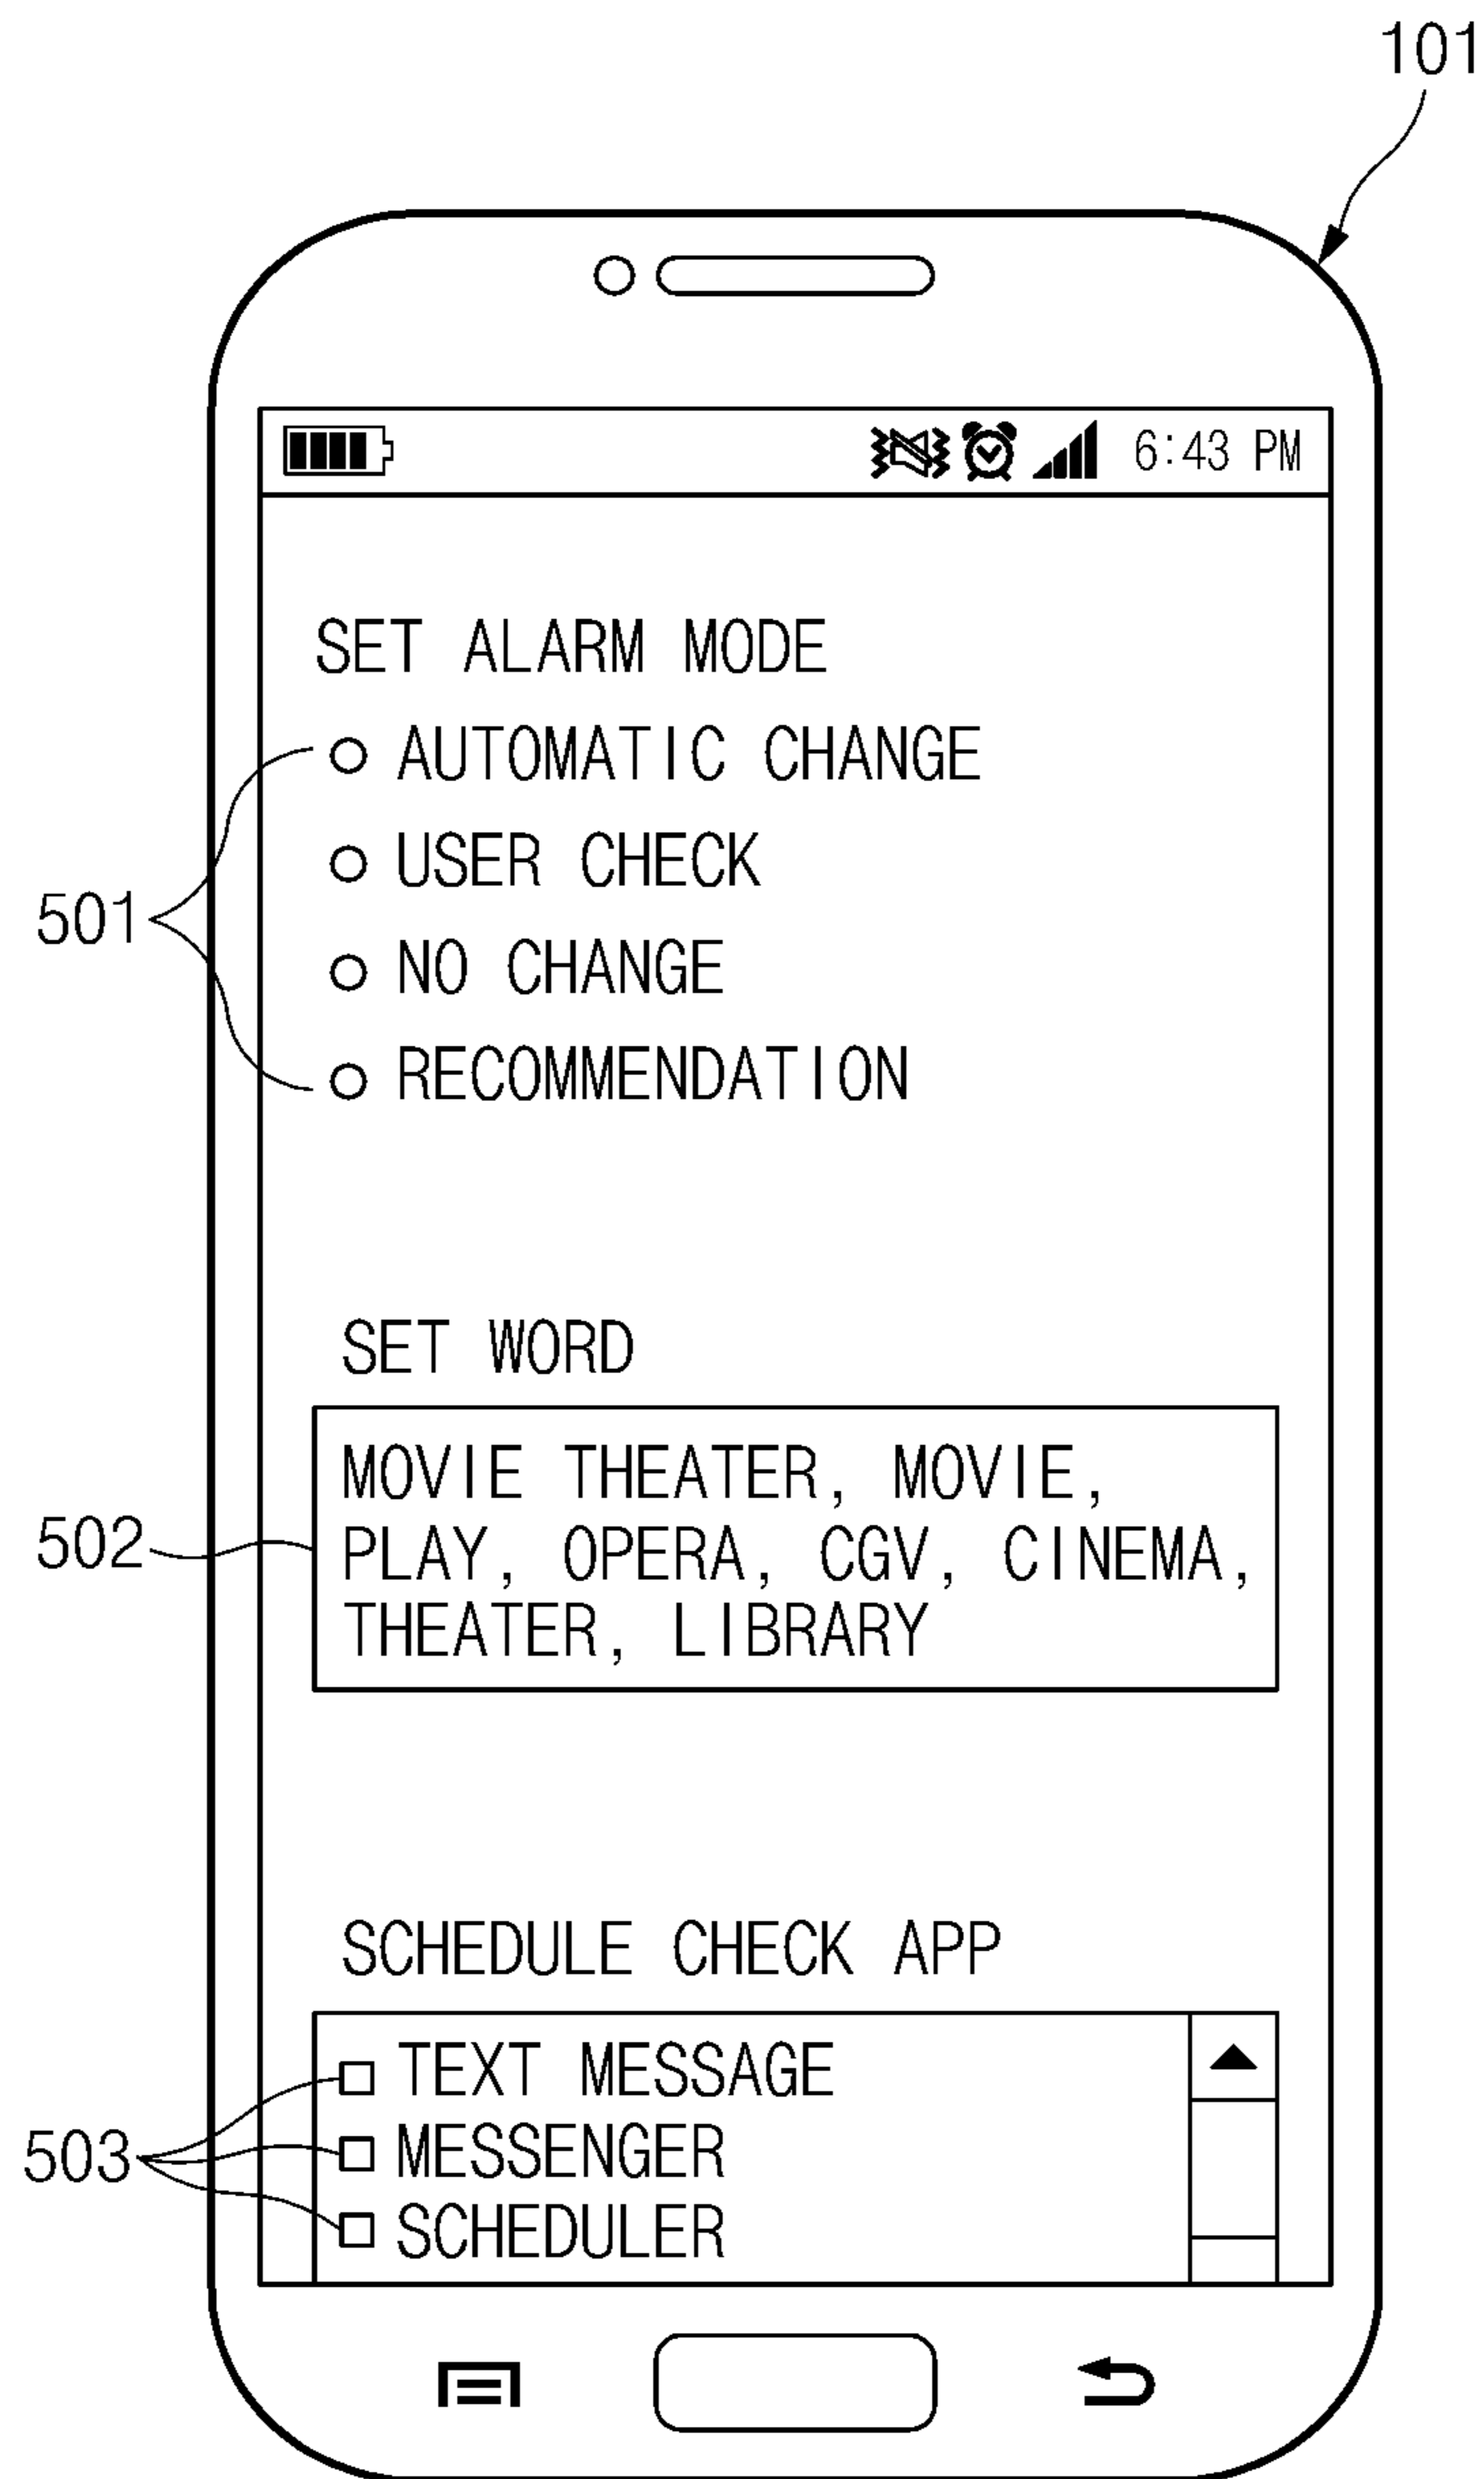 101
6:43 PM
SET ALARM MODE
AUTOMATIC CHANGE
USER CHECK
501
NO CHANGE
RECOMMENDATION
SET WORD
MOVIE THEATER, MOVIE,
502
PLAY, OPERA, CGV, CINEMA,
THEATER, LIBRARY
SCHEDULE CHECK APP
TEXT MESSAGE
503
MESSENGER
SCHEDULER